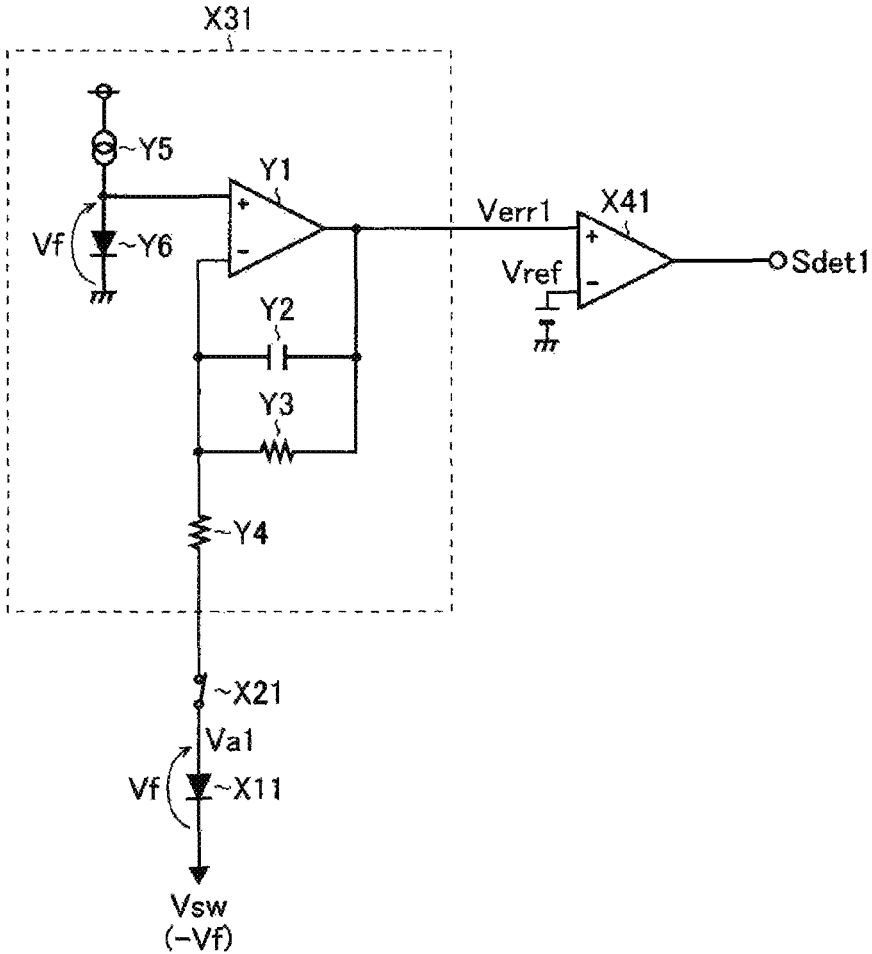 X31
Y5
Y1
X41
Verr1
Vf
Y6
Vref
Sdet1
+
-
+
-
Y2
Y3
Y4
X21
Va1
Vf
X11
Vsw
(-Vf)